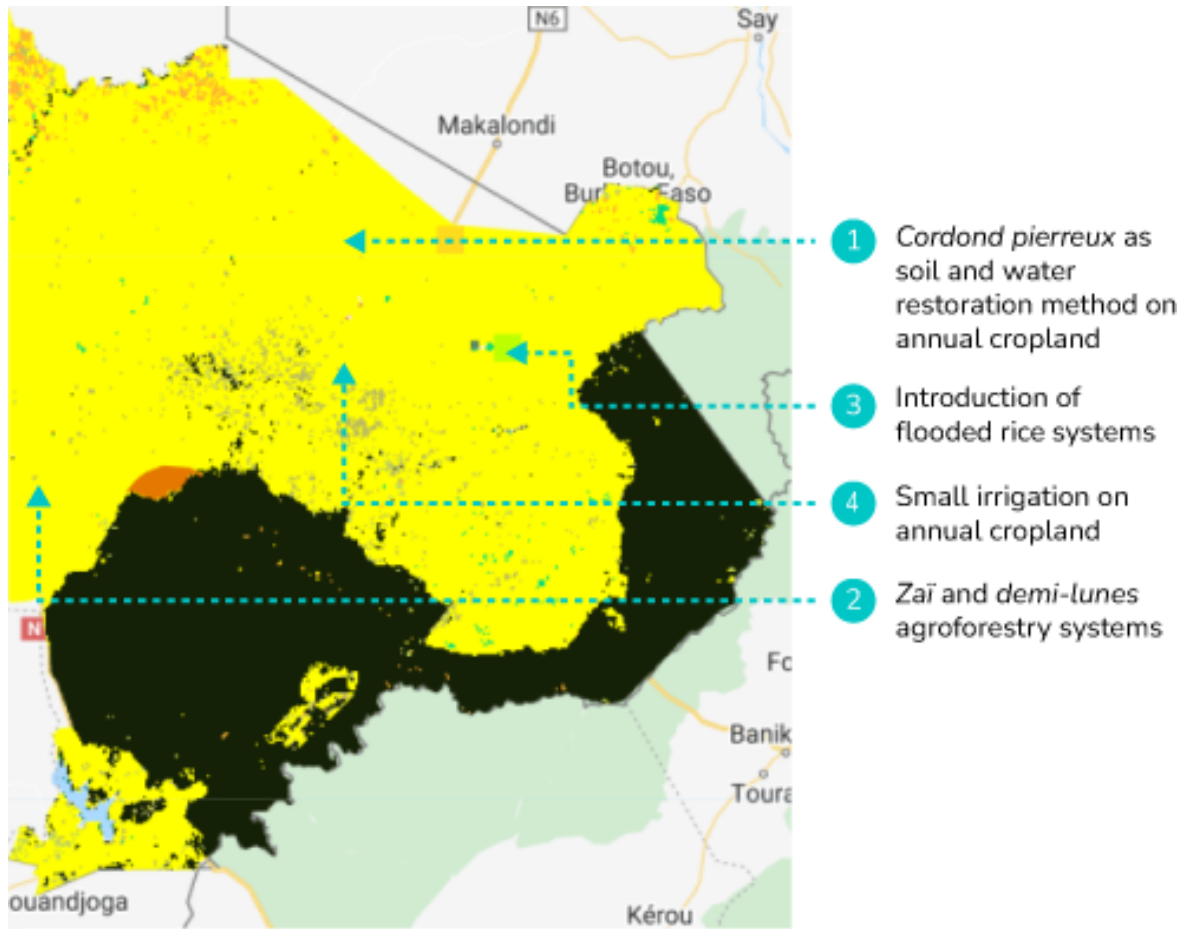 N6
Say
Makalondi
Botou,
Burkina Faso
1
Cordond pierreux as
soil and water
restoration method on
annual cropland
3
Introduction of
flooded rice systems
4
Small irrigation on
annual cropland
2
Zaï and demi-lunes
agroforestry systems
N
Fo
Banik
Toura
ouandjoga
Kérou